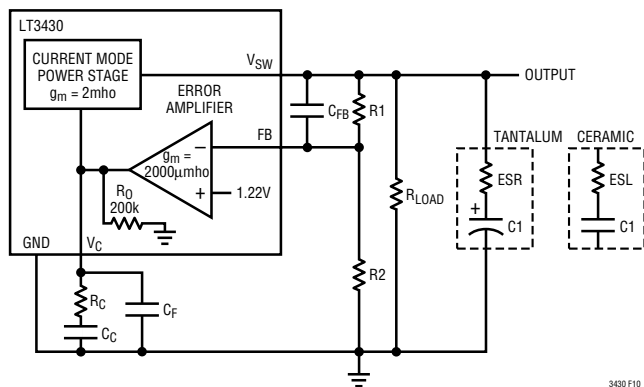 LT3430
CURRENT MODE
POWER STAGE
gm = 2mho
VSW
OUTPUT
ERROR
AMPLIFIER
CFB
R1
FB
TANTALUM
CERAMIC
gm =
2000µmho
–
+
1.22V
RO
200k
RLOAD
ESR
ESL
+
C1
C1
GND
VC
RC
CF
R2
CC
3430 F10